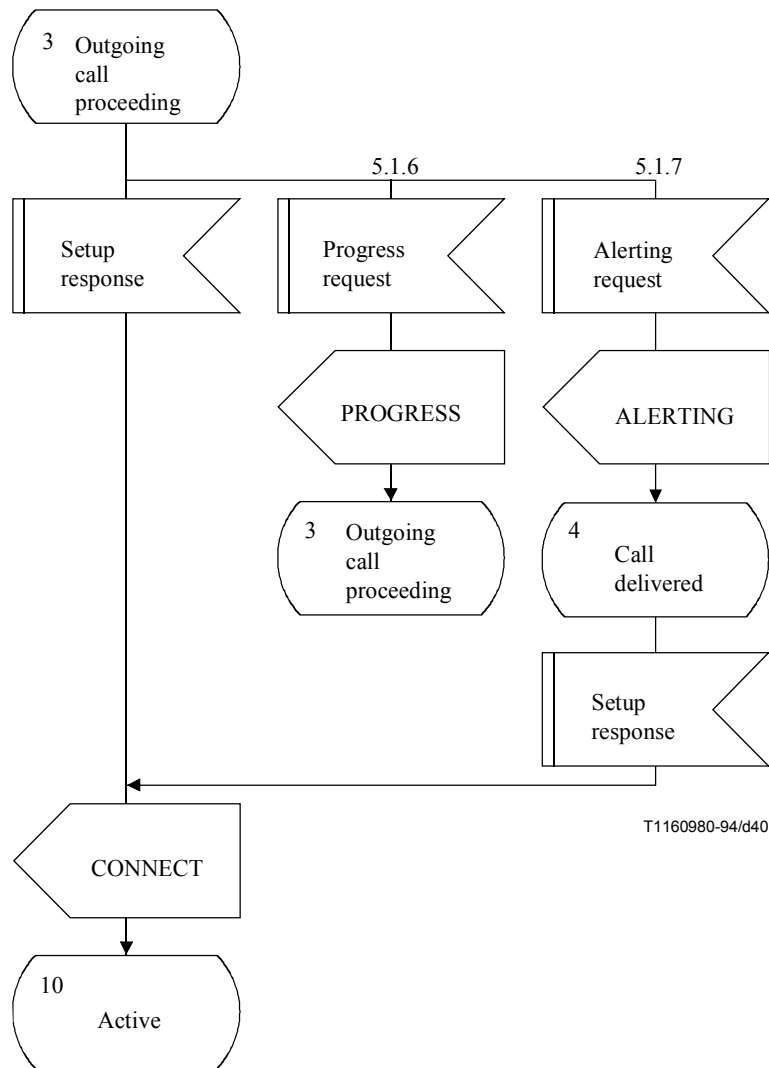 3 Outgoing
call
proceeding
5.1.6
5.1.7
Setup
response
Progress
request
Alerting
request
PROGRESS
ALERTING
3 Outgoing
call
proceeding
4
Call
delivered
Setup
response
T1160980-94/d40
CONNECT
10
Active